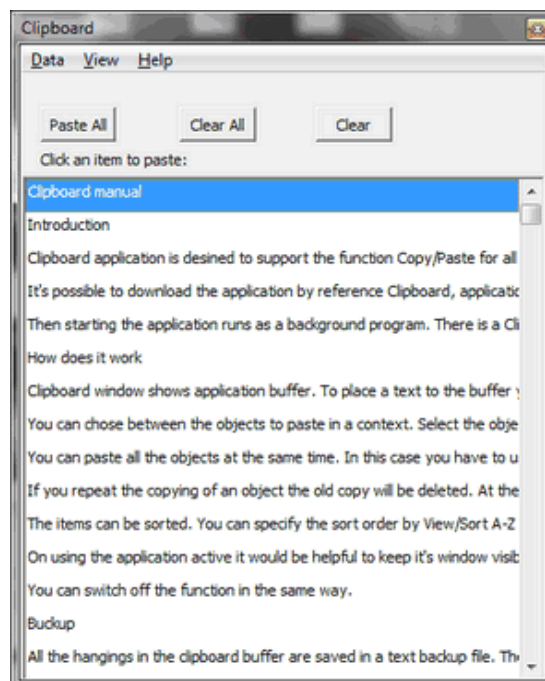 Clipboard
Data View Help
Paste All Clear All Clear
Click an item to paste:
Clipboard manual
Introduction
Clipboard application is desined to support the function Copy/Paste for all
It's possible to download the application by reference Clipboard, applicatic
Then starting the application runs as a background program. There is a Cli
How does it work
Clipboard window shows application buffer. To place a text to the buffer y
You can chose between the objects to paste in a context. Select the obje
You can paste all the objects at the same time. In this case you have to u
If you repeat the copying of an object the old copy will be deleted. At the
The items can be sorted. You can specify the sort order by View/Sort A-Z
On using the application active it would be helpful to keep it's window visib
You can switch off the function in the same way.
Buckup
All the hangings in the clipboard buffer are saved in a text backup file. The